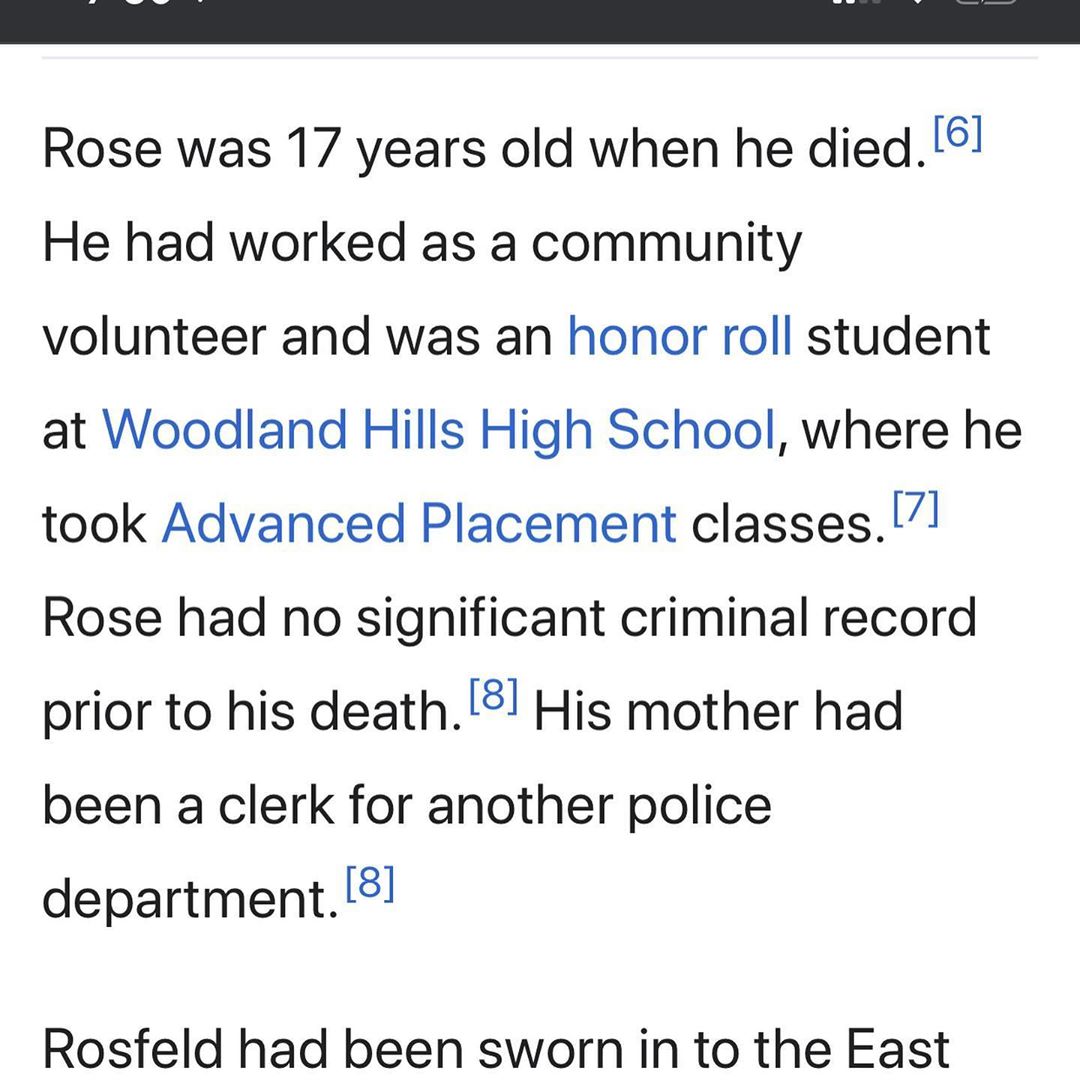 Rose was 17 years old when he died.[6]
He had worked as a community
volunteer and was an honor roll student
at Woodland Hills High School, where he
took Advanced Placement classes.[7]
Rose had no significant criminal record
prior to his death.[8] His mother had
been a clerk for another police
department.[8]
Rosfeld had been sworn in to the East